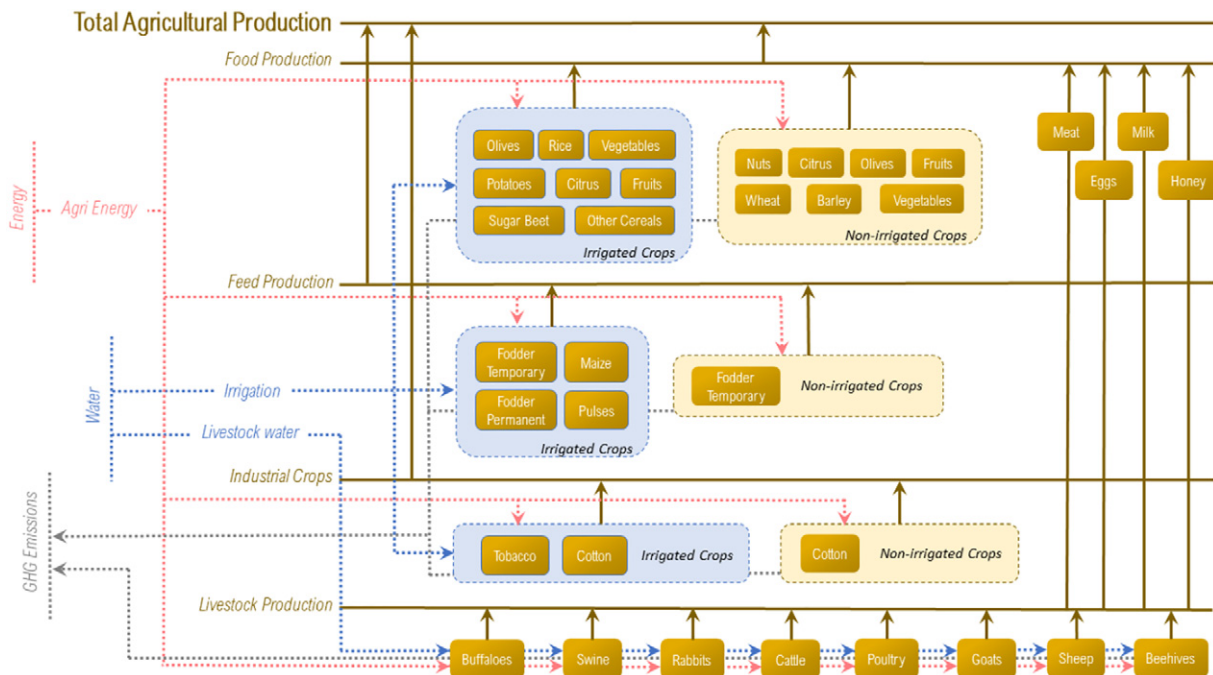 Total Agricultural Production
Food Production
Olives Rice Vegetables
Potatoes Citrus Fruits
Sugar Beet Other Cereals
Irrigated Crops
Nuts Citrus Olives Fruits
Wheat Barley Vegetables
Non-irrigated Crops
Meat Milk
Eggs Honey
Energy
Agri Energy
Feed Production
Fodder
Temporary
Maize
Fodder
Permanent
Pulses
Irrigated Crops
Fodder
Temporary
Non-irrigated Crops
Water
Irrigation
Livestock water
Industrial Crops
Tobacco Cotton Irrigated Crops
Cotton Non-irrigated Crops
GHG Emissions
Livestock Production
Buffaloes Swine Rabbits Cattle Poultry Goats Sheep Beehives